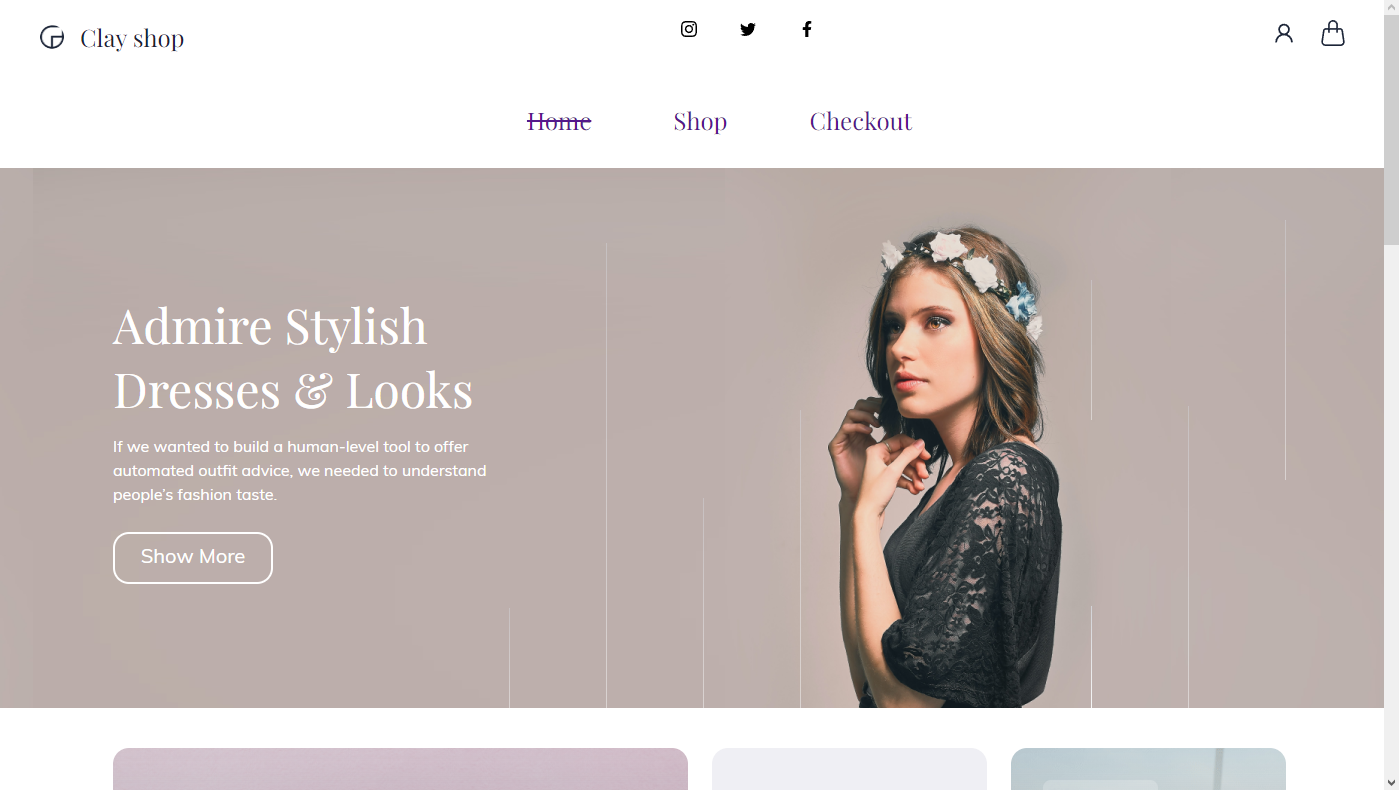 Clay shop
Home
Shop
Checkout
Admire Stylish
Dresses & Looks
If we wanted to build a human-level tool to offer
automated outfit advice, we needed to understand
people's fashion taste.
Show More